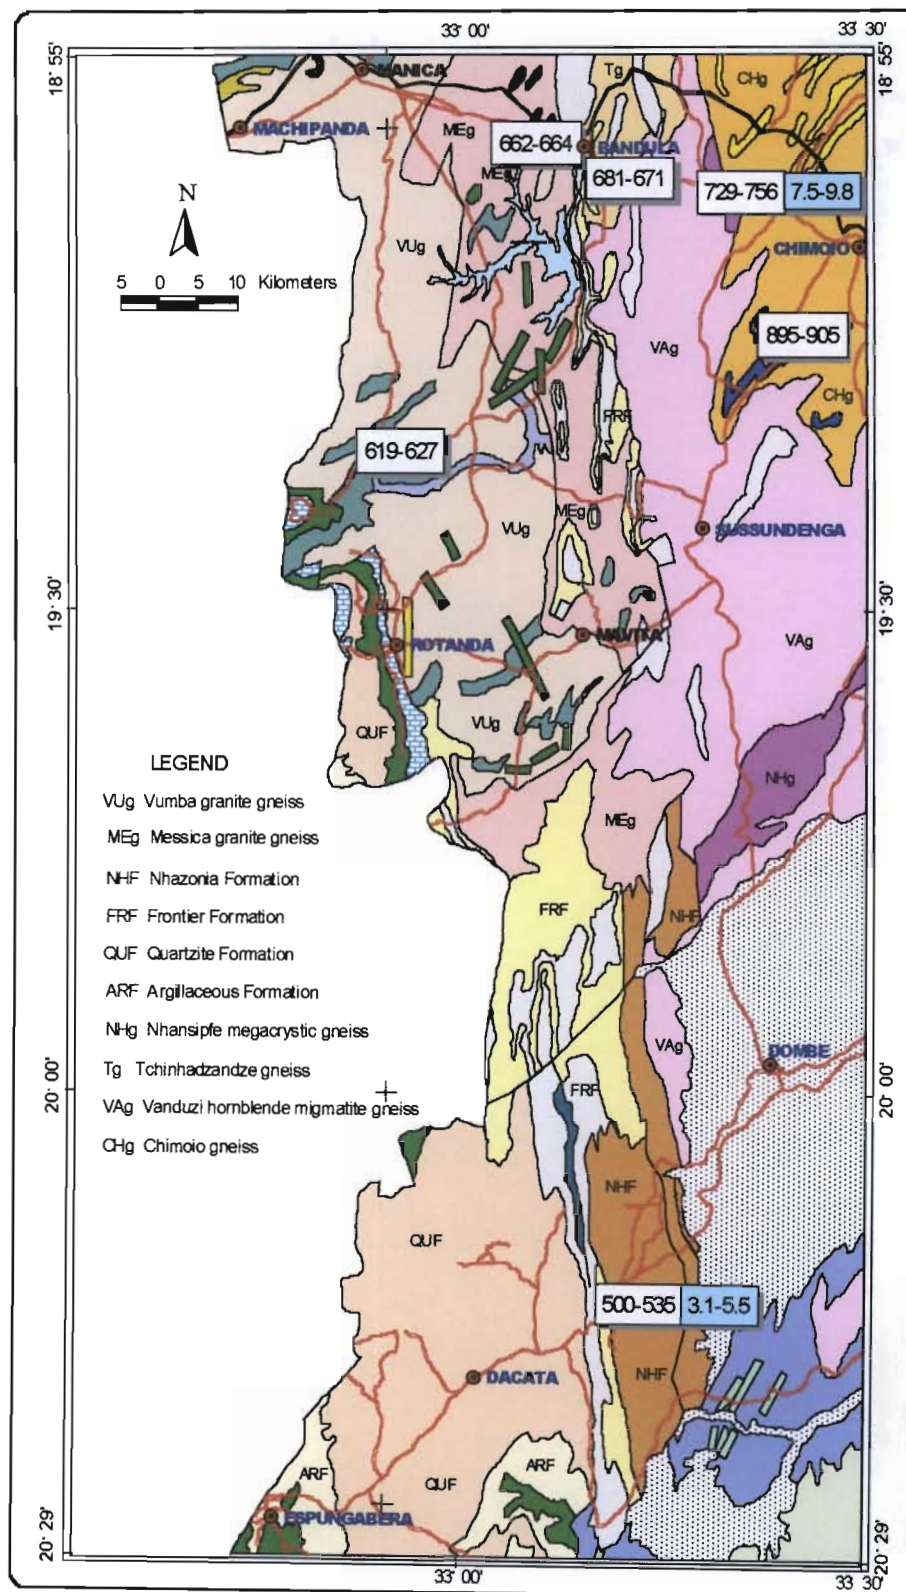 33 00' 33 30'
18° 55' 18° 55'
MANICA
Tg
CHg
MACHIPANDA
MEg
662-664
BANDULA
MEg
681-671
729-756 7.5-9.8
N
VUg
CHIMOIO
5 0 5 10 Kilometers
895-905
VAg
CHg
FRF
619-627
MEg
VUg
SUSSUNDENGA
19° 30' 19° 30'
MAVITA
ROTANDA
VAg
VUg
QUF
LEGEND
NHg
VUg Vumba granite gneiss
MEg
MEg Messica granite gneiss
NHF Nhazonia Formation
FRF
NHF
FRF Frontier Formation
QUF Quartzite Formation
ARF Argillaceous Formation
NHg Nhansipfe megacrystic gneiss
VAg
DOMBE
Tg Tchinhadzandze gneiss
20° 00' 20° 00'
FRF
VAg Vanduzi hornblende migmatite gneiss
CHg Chimoio gneiss
NHF
QUF
500-535 3.1-5.5
DACATA
NHF
ARF
ARF
QUF
ESPUNGABERA
20° 29' 20° 29'
33 00' 33 30'